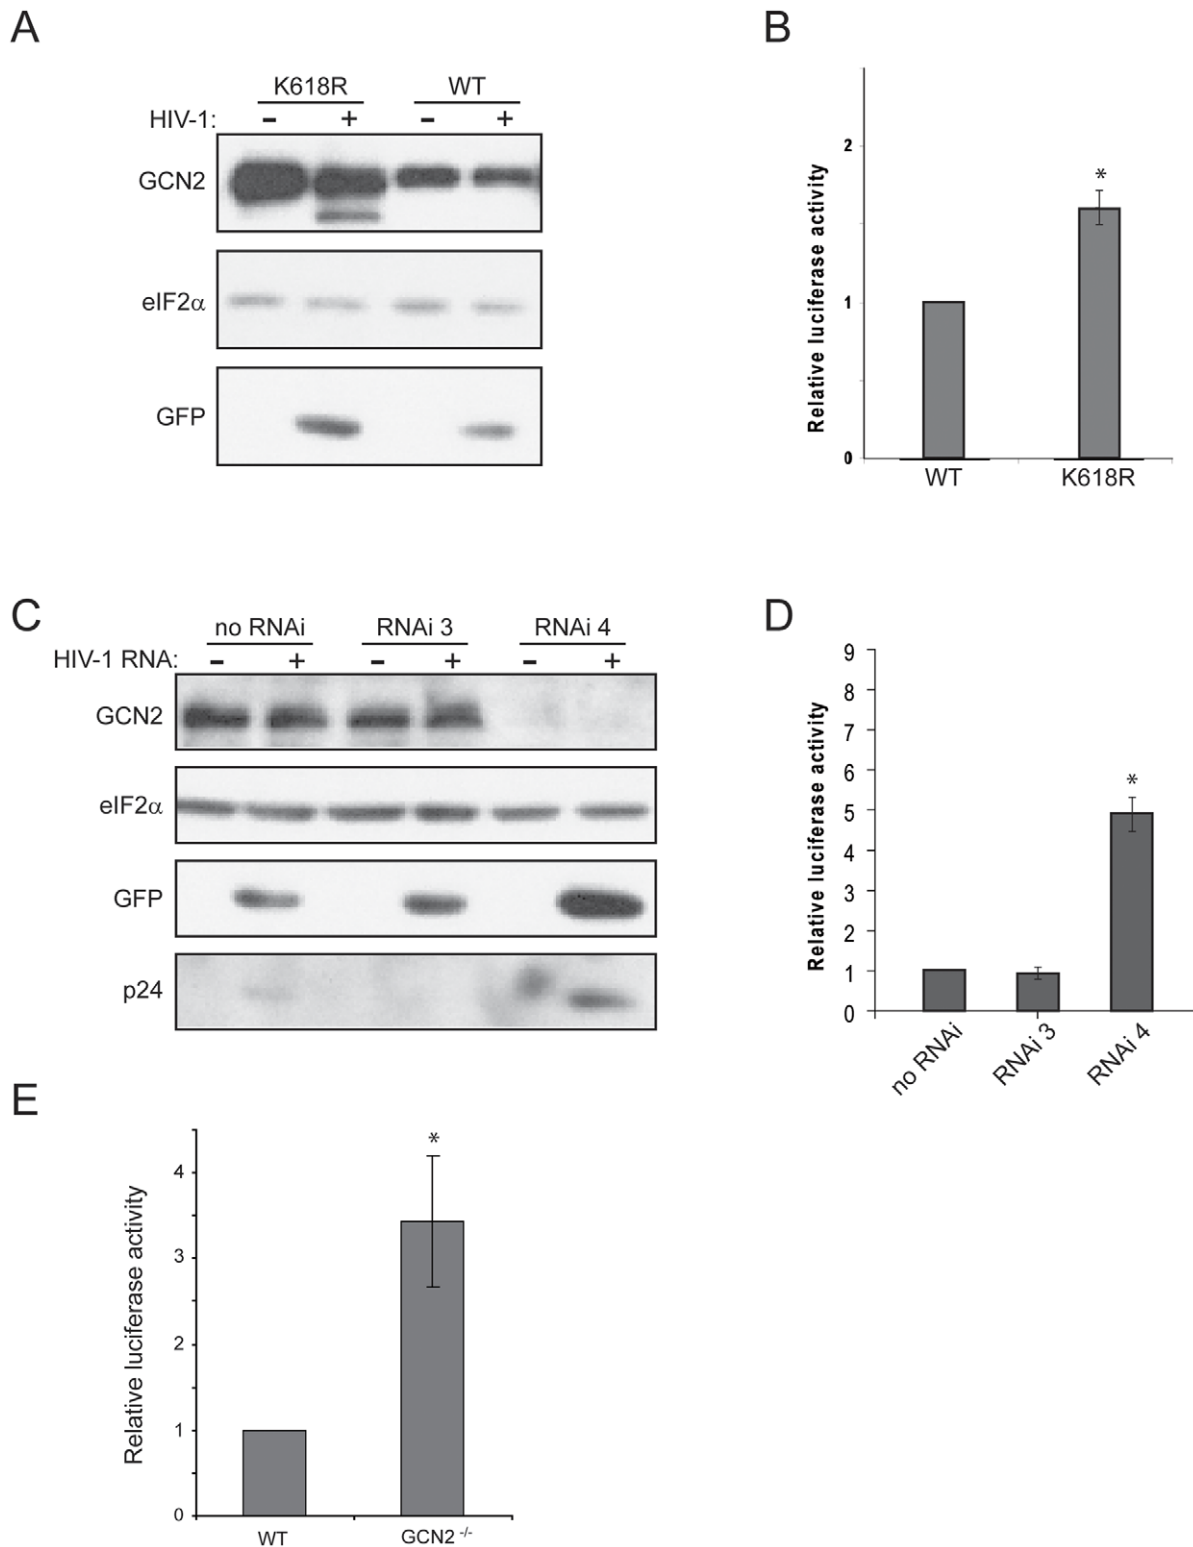 A
K618R WT
HIV-1: - + - +
GCN2
eIF2α
GFP
B
Relative luciferase activity
2
1
0
*
WT K618R
C
no RNAi RNAi 3 RNAi 4
HIV-1 RNA: - + - + - +
GCN2
eIF2α
GFP
p24
D
Relative luciferase activity
9
8
7
6
5
4
3
2
1
0
*
no RNAi RNAi 3 RNAi 4
E
Relative luciferase activity
4
3
2
1
0
*
WT GCN2 -/-